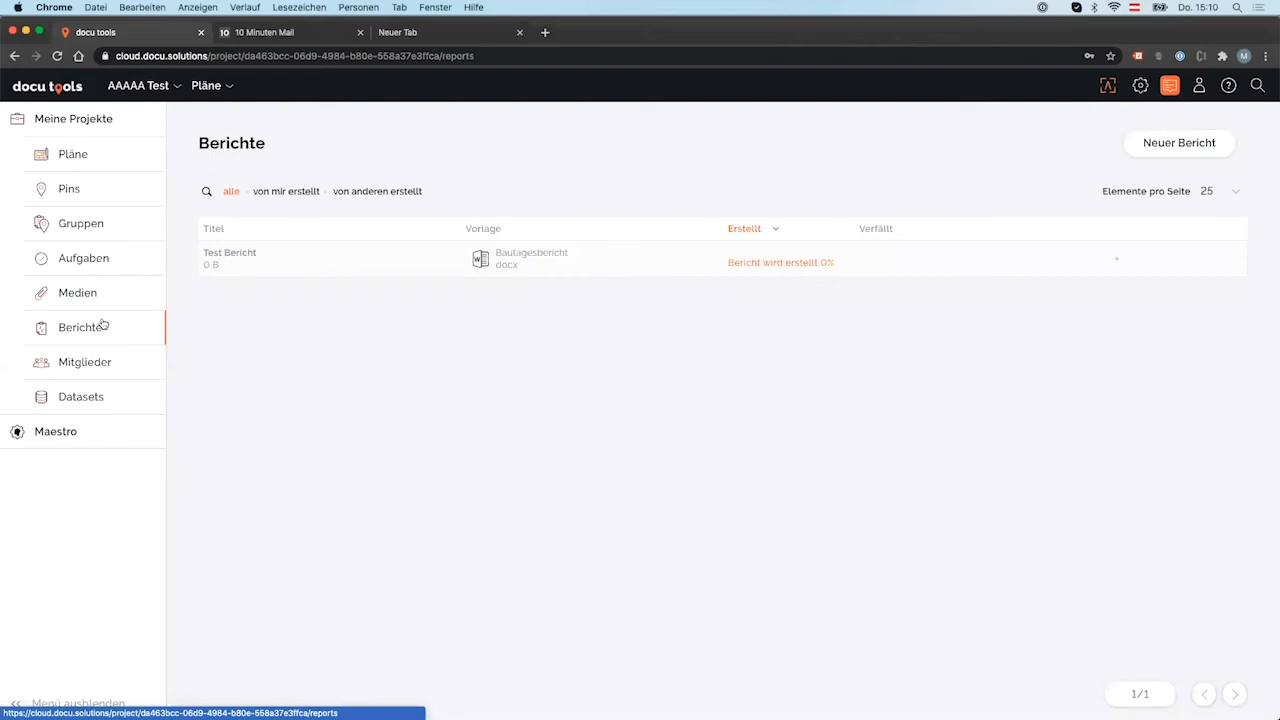 Chrome Datei Bearbeiten Anzeigen Verlauf Lesezeichen Personen Tab Fenster Hilfe Do. 15:10
docu tools 10 10 Minuten Mail Neuer Tab
cloud.docu.solutions/project/da463bcc-06d9-4984-b80e-558a37e3ffca/reports M
docu tools AAAAA Test Pläne
Meine Projekte
Pläne
Pins
Gruppen
Aufgaben
Medien
Berichte
Mitglieder
Datasets
Maestro
Menü ausblenden
https://cloud.docu.solutions/project/da463bcc-06d9-4984-b80e-558a37e3ffca/reports
Berichte Neuer Bericht
alle von mir erstellt von anderen erstellt Elemente pro Seite 25
Titel Vorlage Erstellt Verfällt
Test Bericht Bautagesbericht
0 B docx Bericht wird erstellt 0%
1/1